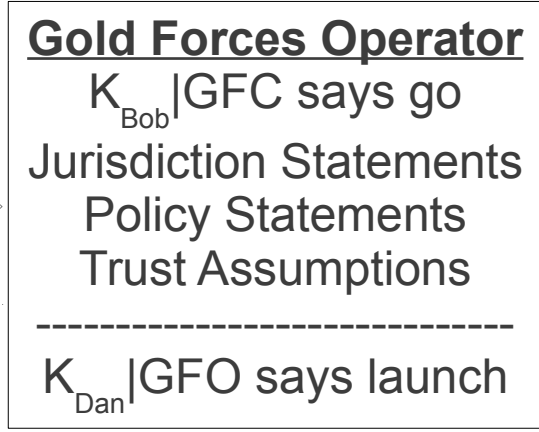 Gold Forces Operator
K_Bob|GFC says go
Jurisdiction Statements
Policy Statements
Trust Assumptions
------------------------------
K_Dan|GFO says launch